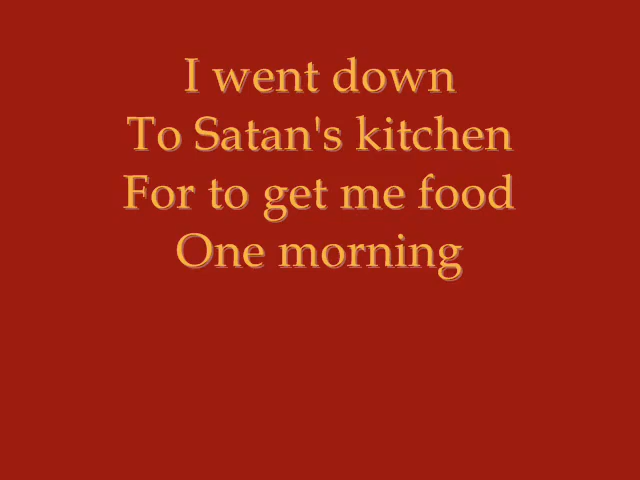 I went down
To Satan's kitchen
For to get me food
One morning